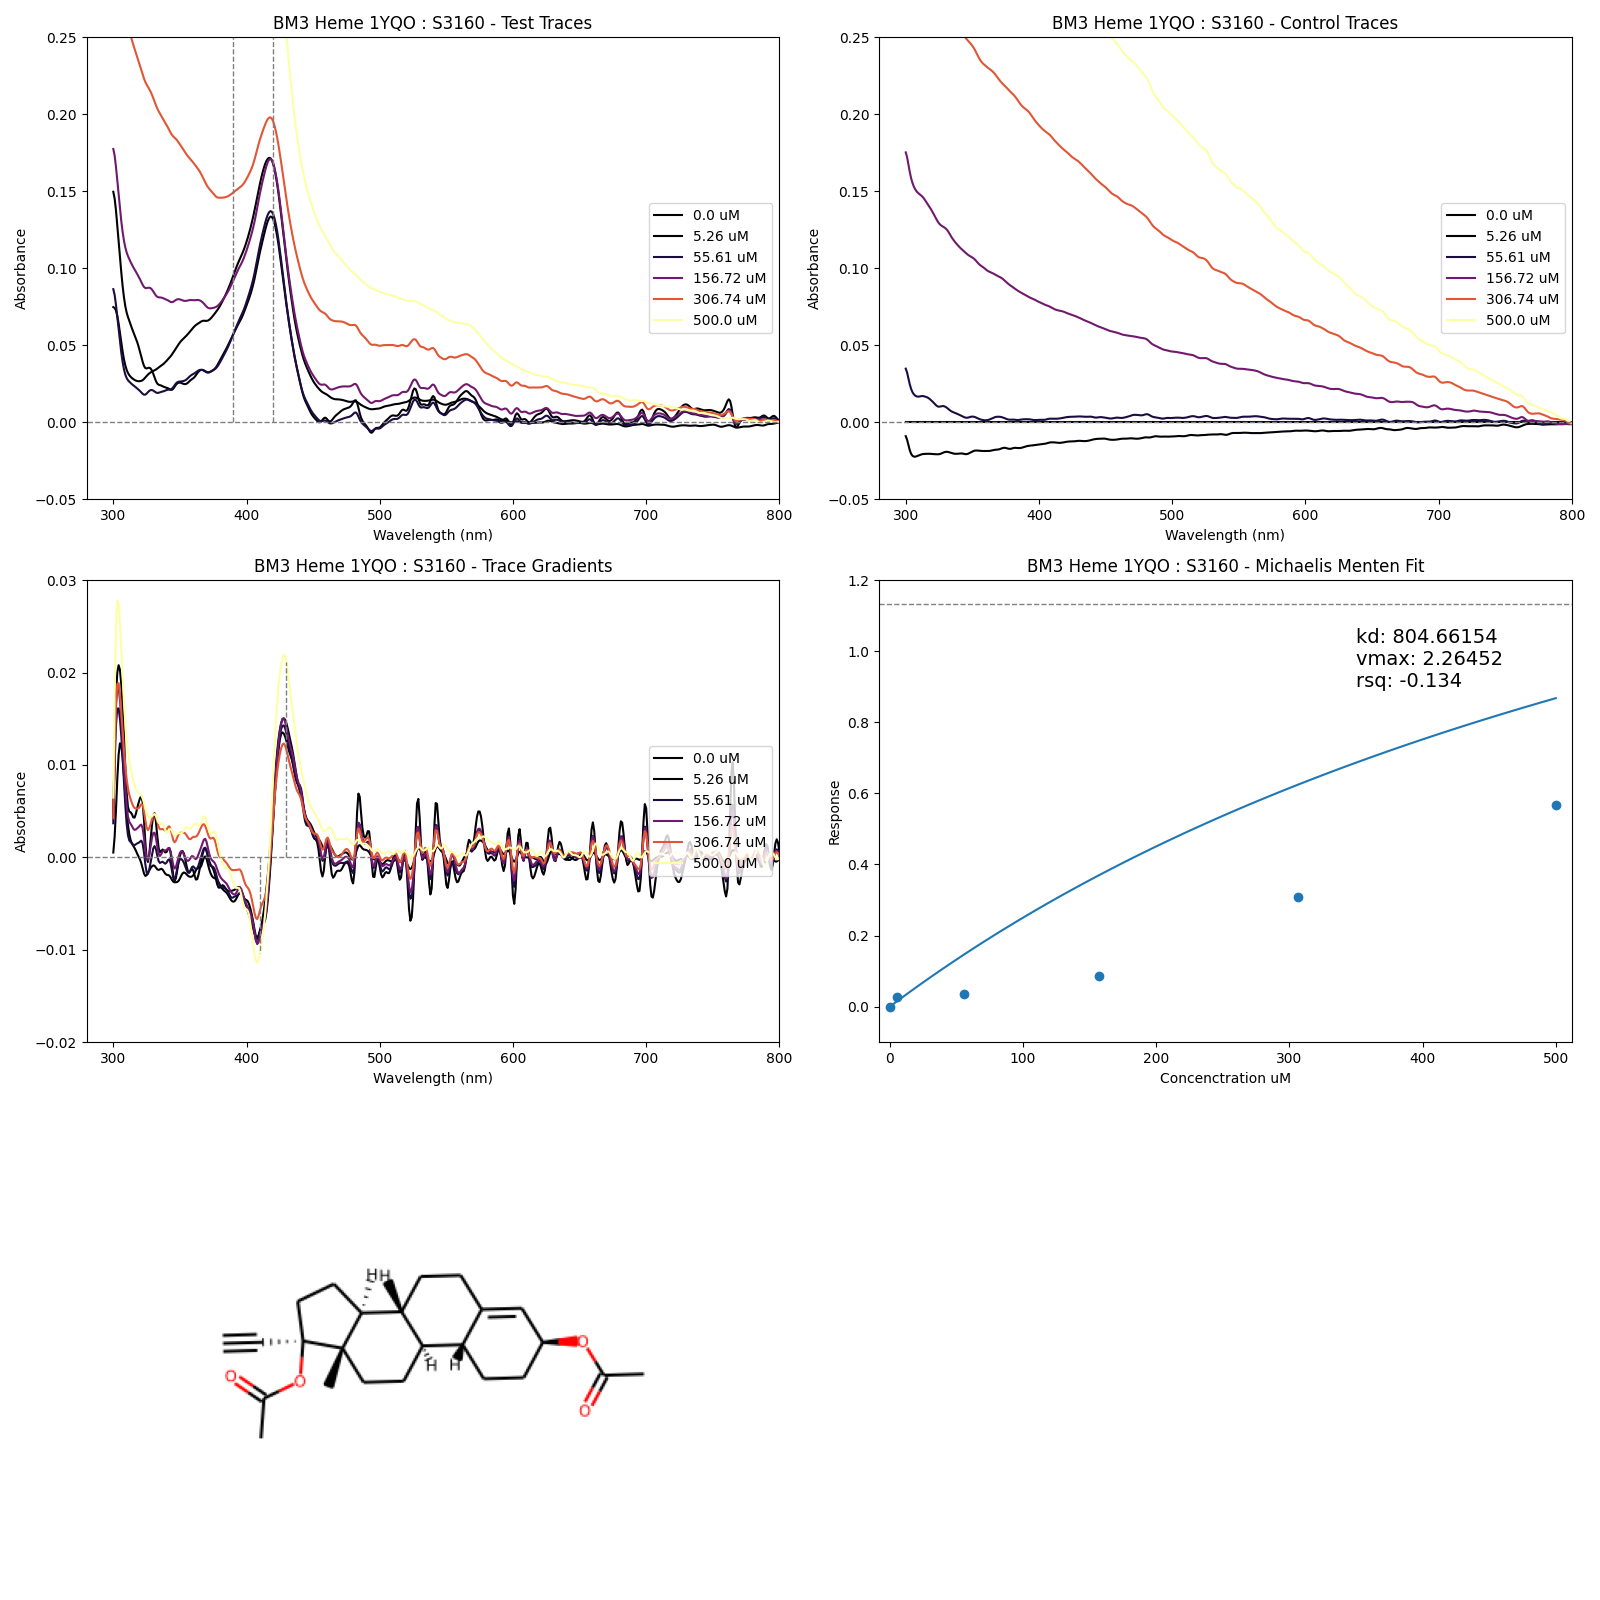 BM3 Heme 1YQO : S3160 - Test Traces
Absorbance
0.25
0.20
0.15
0.10
0.05
0.00
−0.05
300 400 500 600 700 800
Wavelength (nm)
0.0 uM
5.26 uM
55.61 uM
156.72 uM
306.74 uM
500.0 uM
BM3 Heme 1YQO : S3160 - Control Traces
Absorbance
0.25
0.20
0.15
0.10
0.05
0.00
−0.05
300 400 500 600 700 800
Wavelength (nm)
0.0 uM
5.26 uM
55.61 uM
156.72 uM
306.74 uM
500.0 uM
BM3 Heme 1YQO : S3160 - Trace Gradients
Absorbance
0.03
0.02
0.01
0.00
−0.01
−0.02
300 400 500 600 700 800
Wavelength (nm)
0.0 uM
5.26 uM
55.61 uM
156.72 uM
306.74 uM
500.0 uM
BM3 Heme 1YQO : S3160 - Michaelis Menten Fit
Response
1.2
1.0
0.8
0.6
0.4
0.2
0.0
0 100 200 300 400 500
Concenctration uM
kd: 804.66154
vmax: 2.26452
rsq: -0.134
H H
O
H H
O
O
O